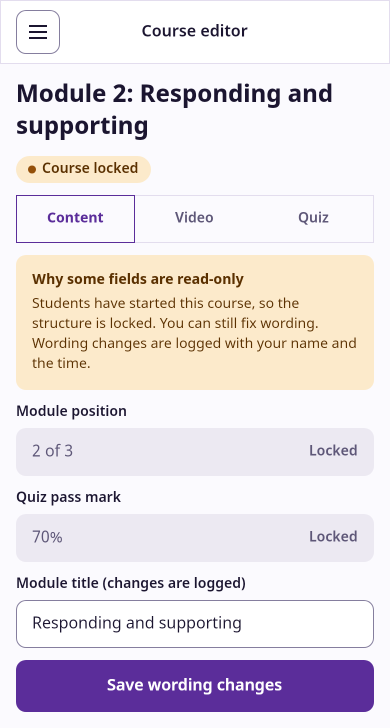 Course editor
Module 2: Responding and
supporting
Course locked
Content
Video
Quiz
Why some fields are read-only
Students have started this course, so the
structure is locked. You can still fix wording.
Wording changes are logged with your name and
the time.
Module position
2 of 3
Locked
Quiz pass mark
70%
Locked
Module title (changes are logged)
Responding and supporting
Save wording changes